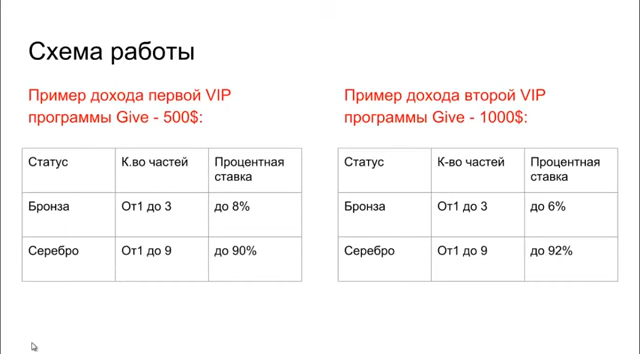 Схема работы
Пример дохода первой VIP
программы Give - 500$:
Статус К.во частей Процентная
ставка
Бронза От1 до 3 до 8%
Серебро От1 до 9 до 90%
Пример дохода второй VIP
программы Give - 1000$:
Статус К-во частей Процентная
ставка
Бронза От1 до 3 до 6%
Серебро От1 до 9 до 92%